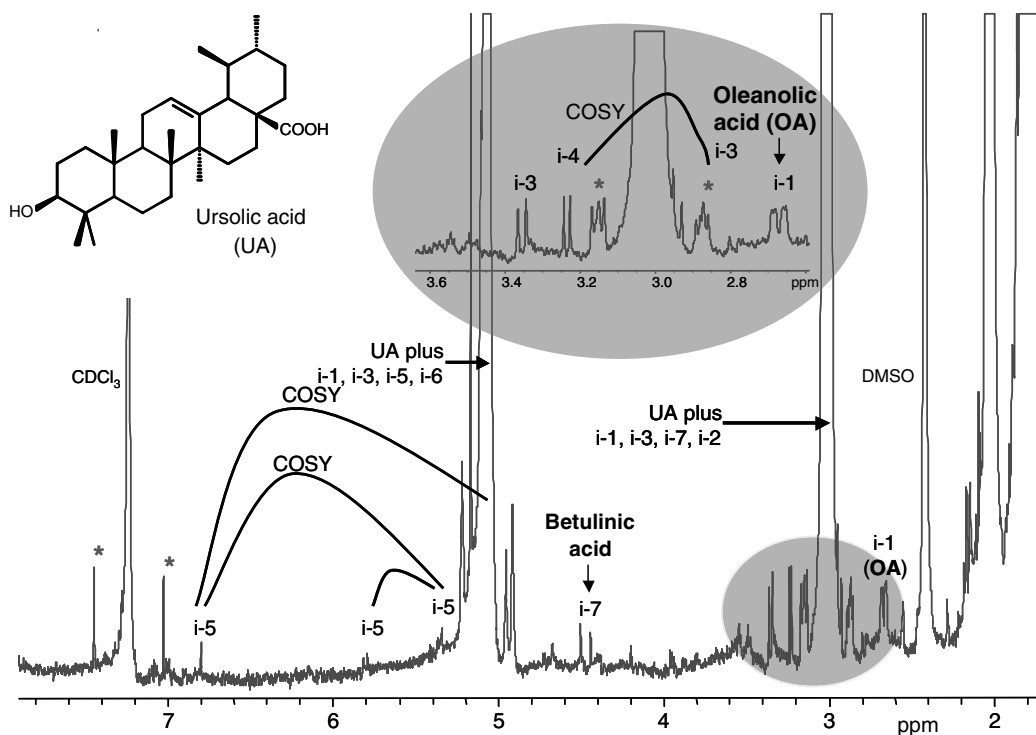 COOH
HO
Ursolic acid
(UA)
COSY
Oleanolic
acid (OA)
i-4
i-3
i-3
*
*
i-1
3.6
3.4
3.2
3.0
2.8
ppm
CDCl3
UA plus
i-1, i-3, i-5, i-6
DMSO
COSY
UA plus
i-1, i-3, i-7, i-2
COSY
Betulinic
acid
i-1
(OA)
*
*
i-5
i-5
i-5
i-7
7
6
5
4
3
ppm
2